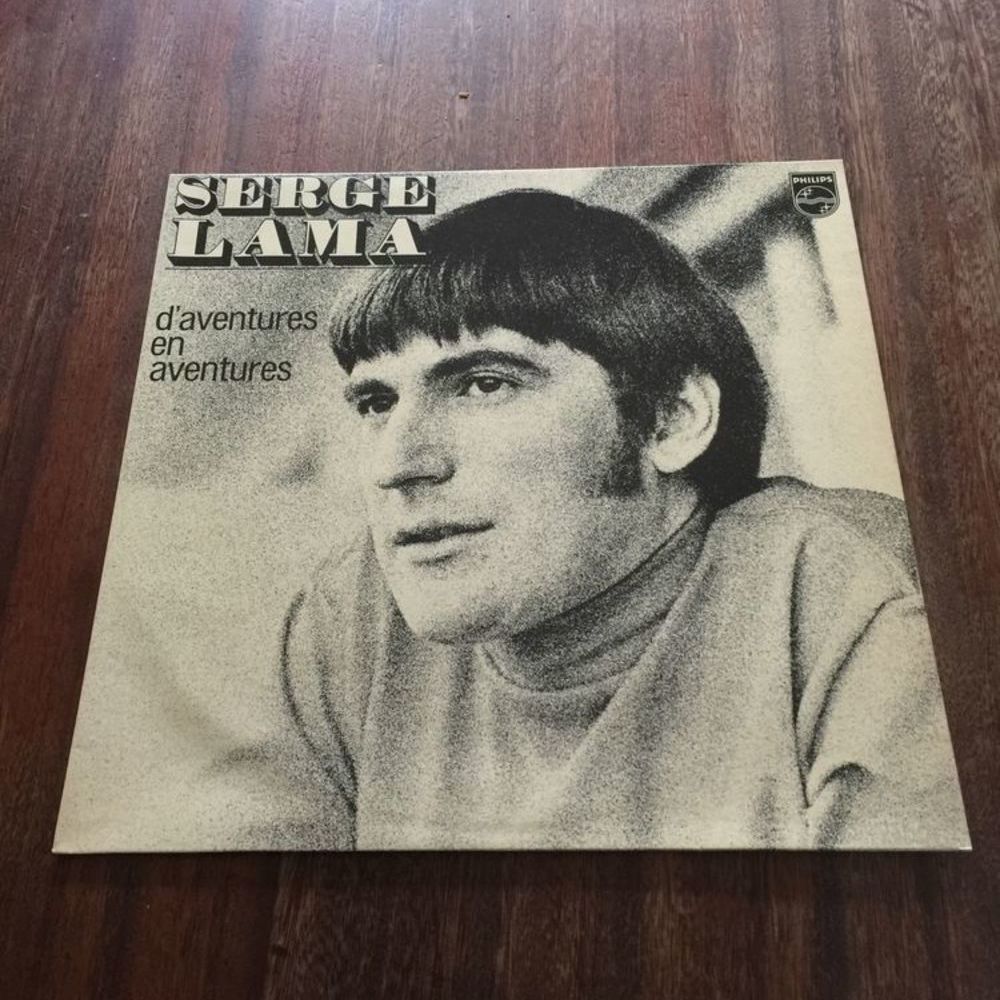 SERGE
LAMA
PHILIPS
d'aventures
en
aventures